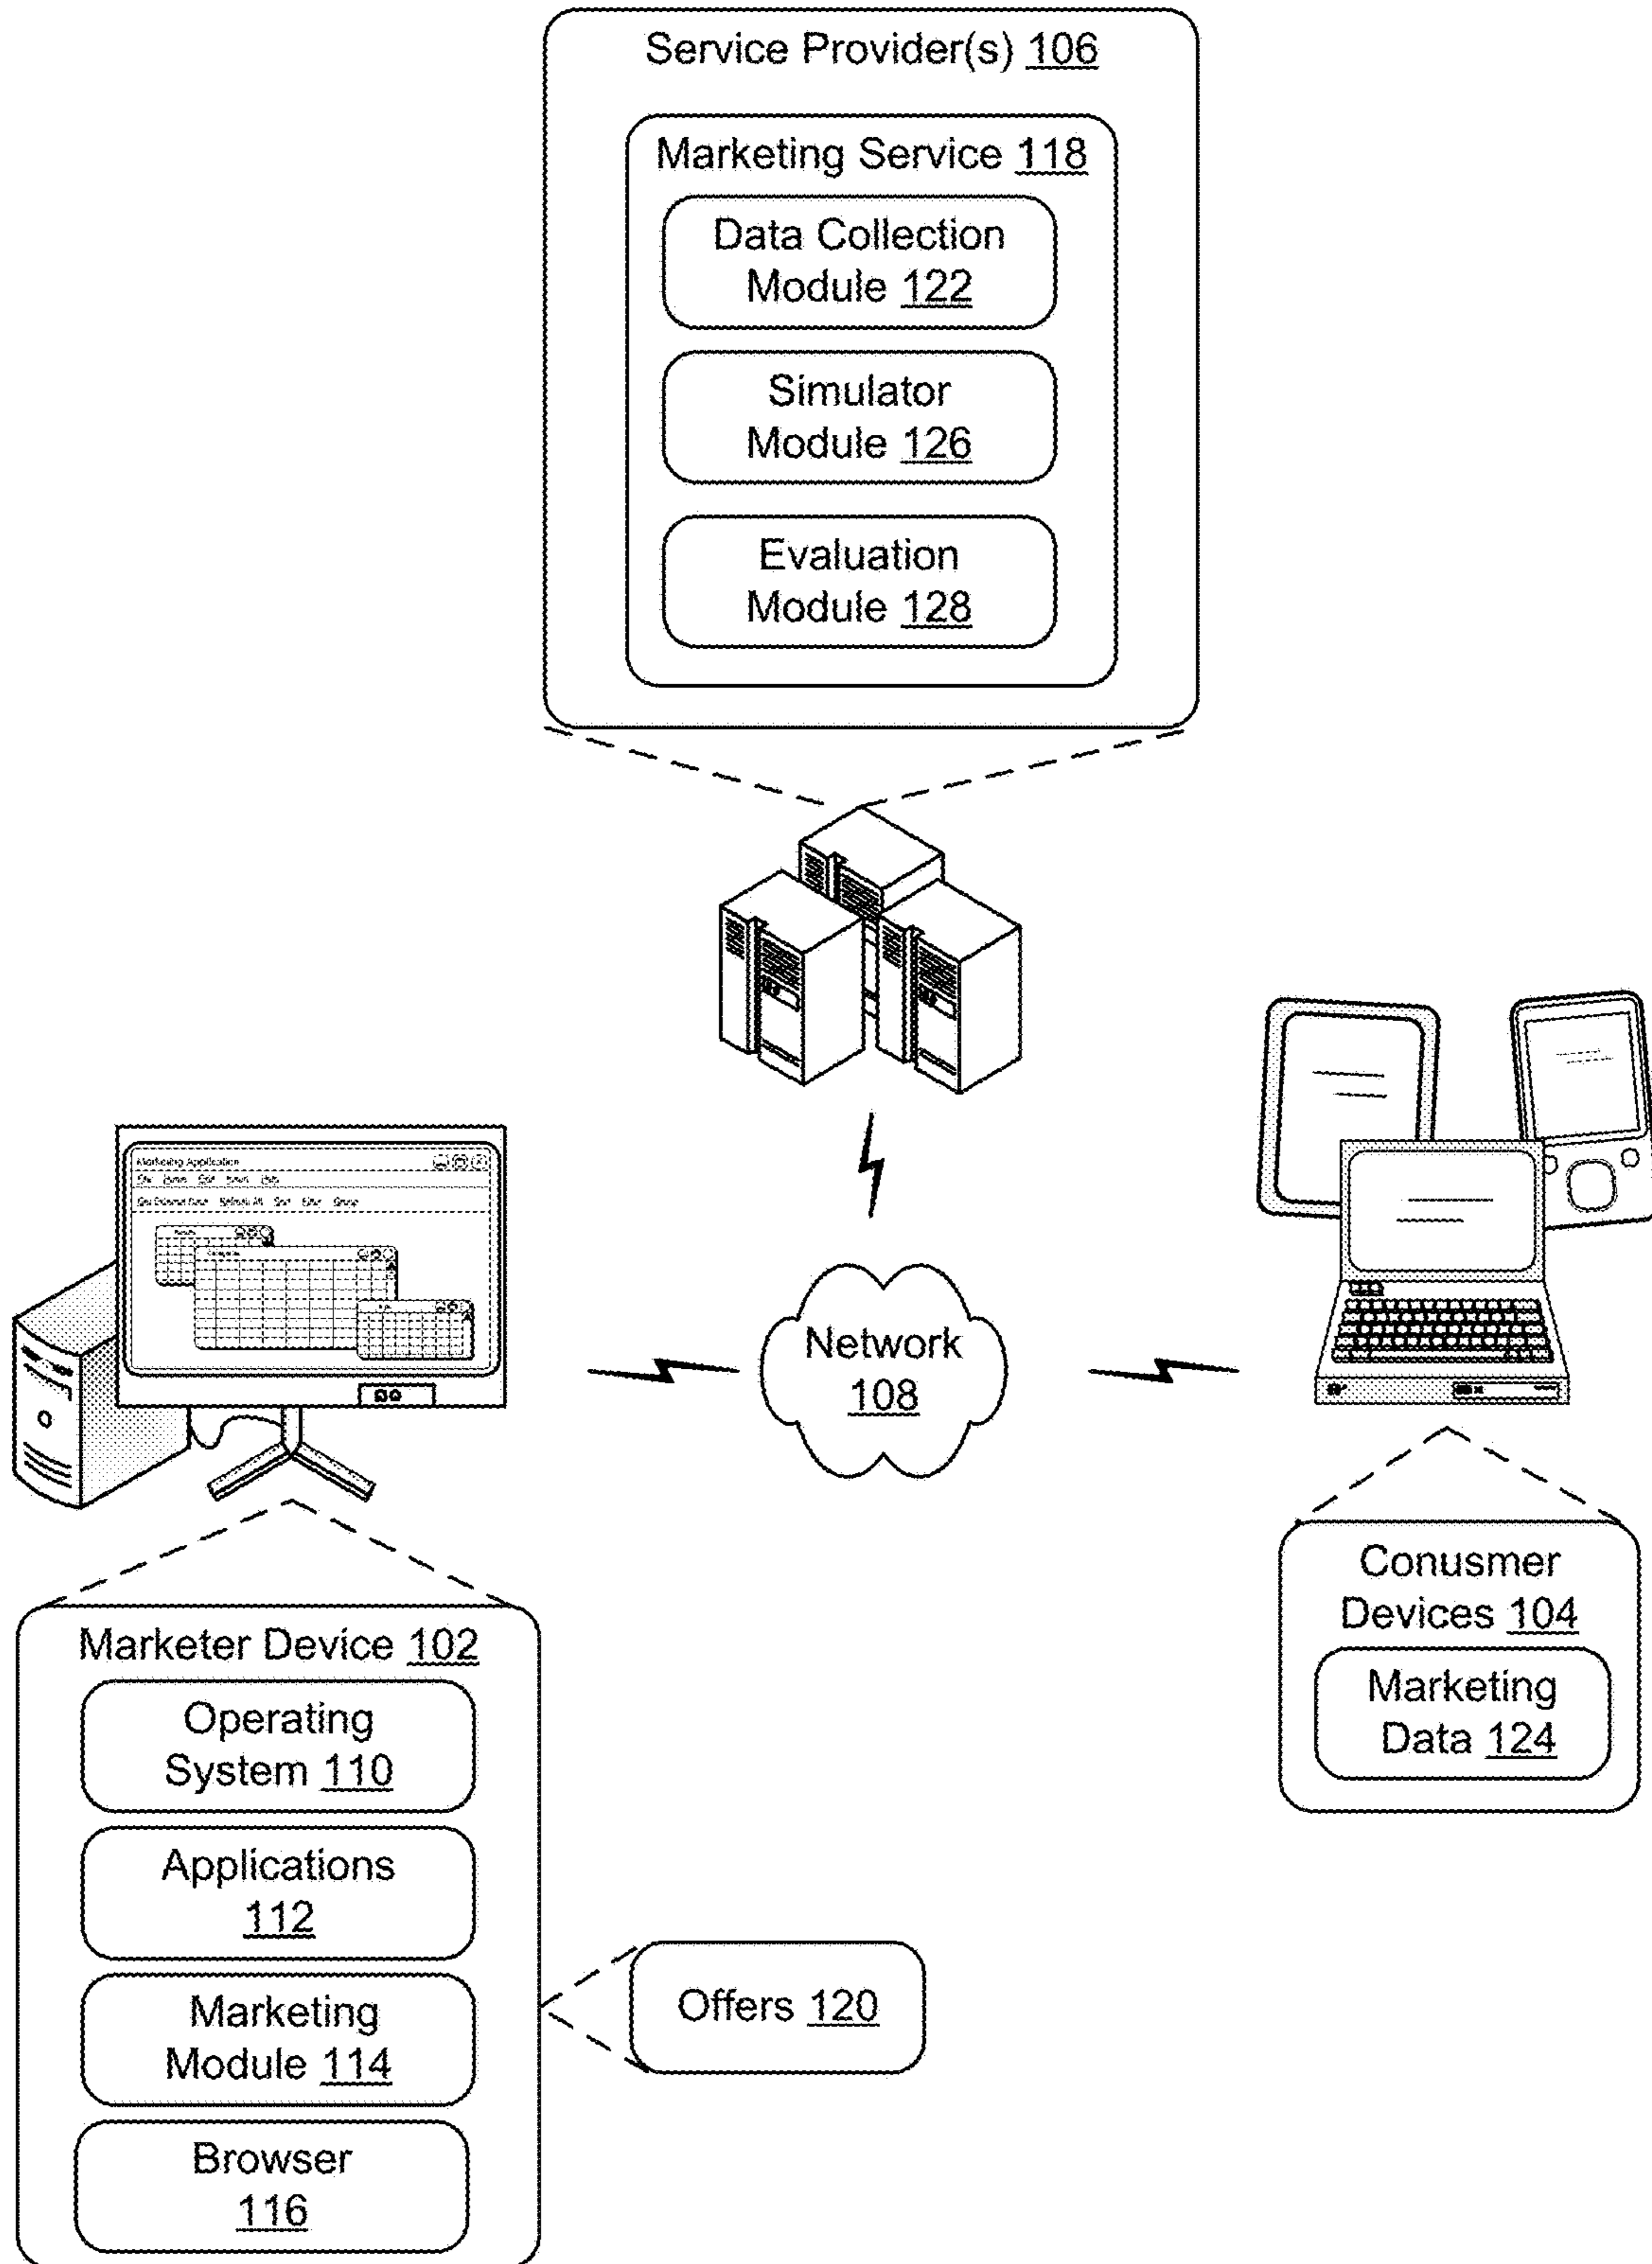 Service Provider(s) 106
Marketing Service 118
Data Collection
Module 122
Simulator
Module 126
Evaluation
Module 128
Marketing Application
Network
108
Conusmer
Devices 104
Marketing
Data 124
Marketer Device 102
Operating
System 110
Applications
112
Marketing
Module 114
Browser
116
Offers 120